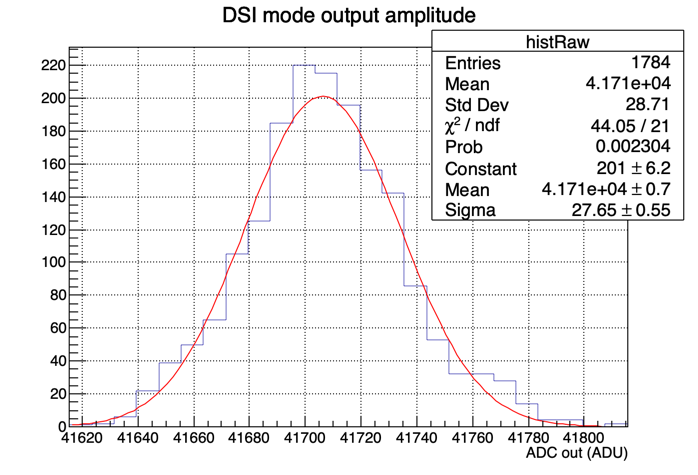 DSI mode output amplitude
histRaw
Entries 1784
Mean 4.171e+04
Std Dev 28.71
χ² / ndf 44.05 / 21
Prob 0.002304
Constant 201 ± 6.2
Mean 4.171e+04 ± 0.7
Sigma 27.65 ± 0.55
220
200
180
160
140
120
100
80
60
40
20
0
41620 41640 41660 41680 41700 41720 41740 41760 41780 41800
ADC out (ADU)